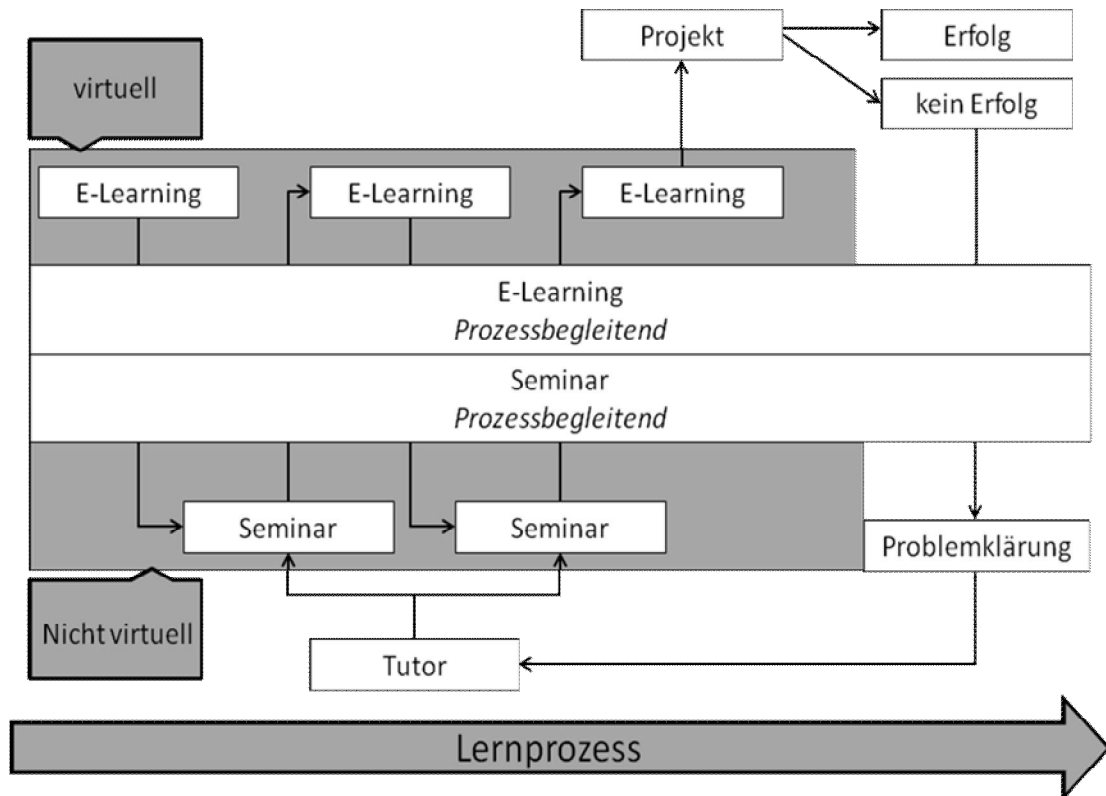 Projekt
Erfolg
virtuell
kein Erfolg
E-Learning
E-Learning
E-Learning
E-Learning
Prozessbegleitend
Seminar
Prozessbegleitend
Seminar
Seminar
Problemklärung
Nicht virtuell
Tutor
Lernprozess